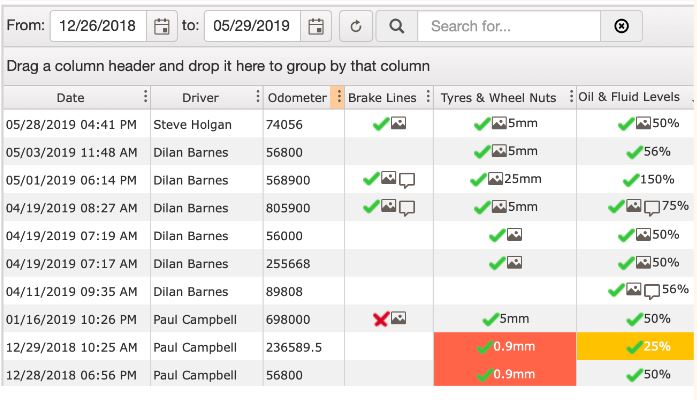 From: 12/26/2018 to: 05/29/2019 Search for...
Drag a column header and drop it here to group by that column
Date Driver Odometer Brake Lines Tyres & Wheel Nuts Oil & Fluid Levels
05/28/2019 04:41 PM Steve Holgan 74056 5mm 50%
05/03/2019 11:48 AM Dilan Barnes 56800 5mm 56%
05/01/2019 06:14 PM Dilan Barnes 568900 25mm 150%
04/19/2019 08:27 AM Dilan Barnes 805900 5mm 75%
04/19/2019 07:19 AM Dilan Barnes 56000 50%
04/19/2019 07:17 AM Dilan Barnes 255668 50%
04/11/2019 09:35 AM Dilan Barnes 89808 56%
01/16/2019 10:26 PM Paul Campbell 698000 5mm 50%
12/29/2018 10:25 AM Paul Campbell 236589.5 0.9mm 25%
12/28/2018 06:56 PM Paul Campbell 56800 0.9mm 50%